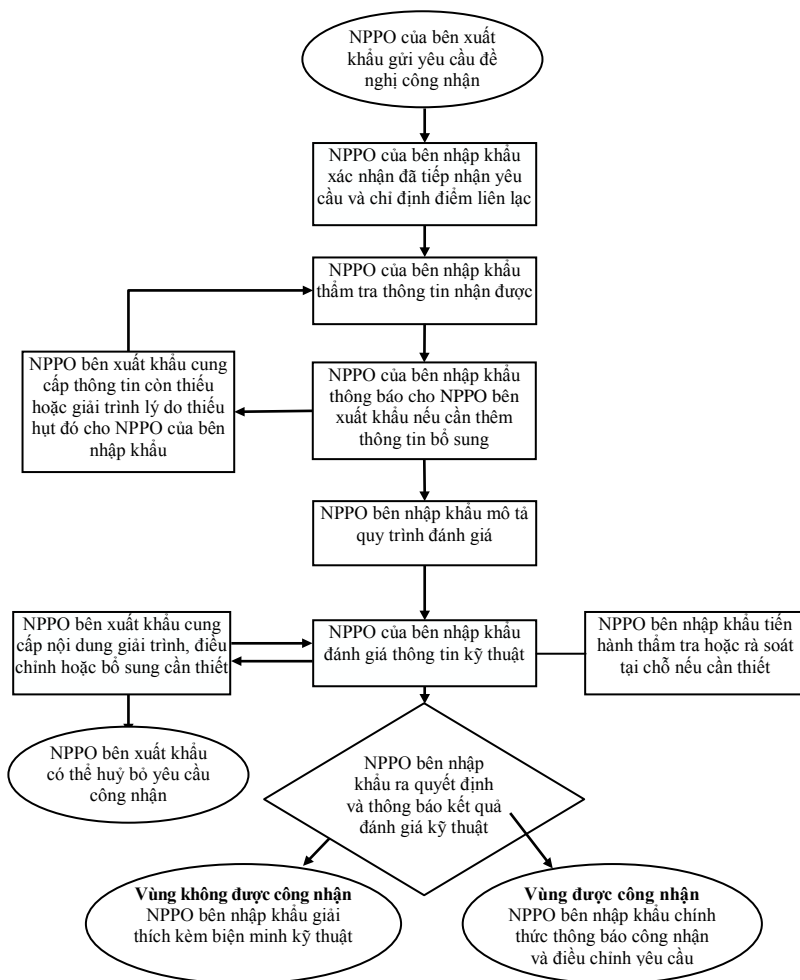 NPPO của bên xuất
khẩu gửi yêu cầu đề
nghị công nhận
NPPO của bên nhập khẩu
xác nhận đã tiếp nhận yêu
cầu và chỉ định điểm liên lạc
NPPO của bên nhập khẩu
thẩm tra thông tin nhận được
NPPO bên xuất khẩu cung
cấp thông tin còn thiếu
hoặc giải trình lý do thiếu
hụt đó cho NPPO của bên
nhập khẩu
NPPO của bên nhập khẩu
thông báo cho NPPO bên
xuất khẩu nếu cần thêm
thông tin bổ sung
NPPO bên nhập khẩu mô tả
quy trình đánh giá
NPPO bên xuất khẩu cung
cấp nội dung giải trình, điều
chỉnh hoặc bổ sung cần thiết
NPPO của bên nhập khẩu
đánh giá thông tin kỹ thuật
NPPO bên nhập khẩu tiến
hành thẩm tra hoặc rà soát
tại chỗ nếu cần thiết
NPPO bên xuất khẩu
có thể huỷ bỏ yêu cầu
công nhận
NPPO bên nhập
khẩu ra quyết định
và thông báo kết quả
đánh giá kỹ thuật
Vùng không được công nhận
NPPO bên nhập khẩu giải
thích kèm biện minh kỹ thuật
Vùng được công nhận
NPPO bên nhập khẩu chính
thức thông báo công nhận
và điều chỉnh yêu cầu